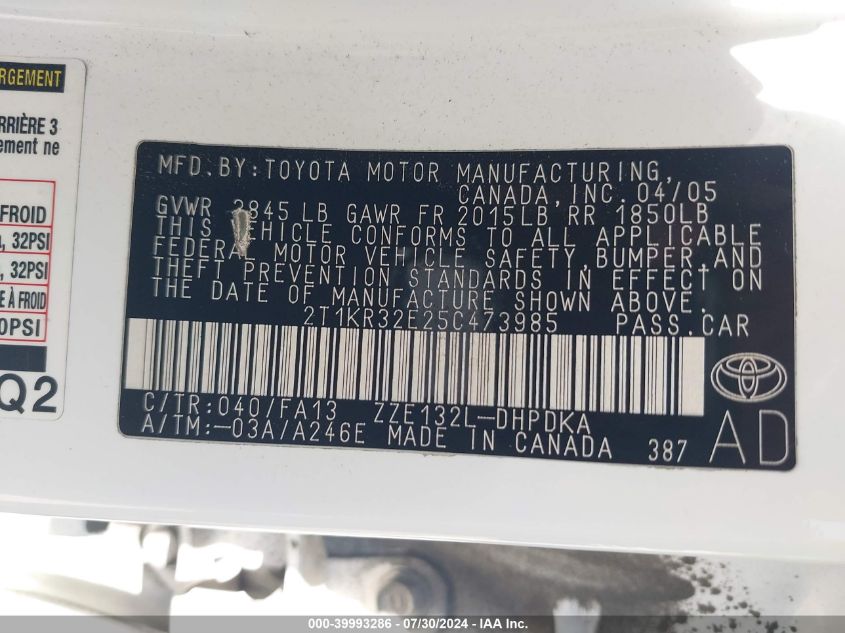 RGEMENT
RRIÈRE 3
ement ne
FROID
, 32PSI
, 32PSI
E À FROID
0PSI
Q2
MFD.BY:TOYOTA MOTOR MANUFACTURING,
CANADA,INC. 04/05
GVWR 2845 LB GAWR FR 2015LB RR 1850LB
THIS VEHICLE CONFORMS TO ALL APPLICABLE
FEDERAL MOTOR VEHICLE SAFETY,BUMPER,AND
THEFT PREVENTION STANDARDS IN EFFECT ON
THE DATE OF MANUFACTURE SHOWN ABOVE.
2T1KR32E25C473985 PASS.CAR
C/TR:040/FA13 ZZE132L-DHPDKA
A/TM:-03A/A246E MADE IN CANADA 387
AD
000-39993286 - 07/30/2024 - IAA Inc.